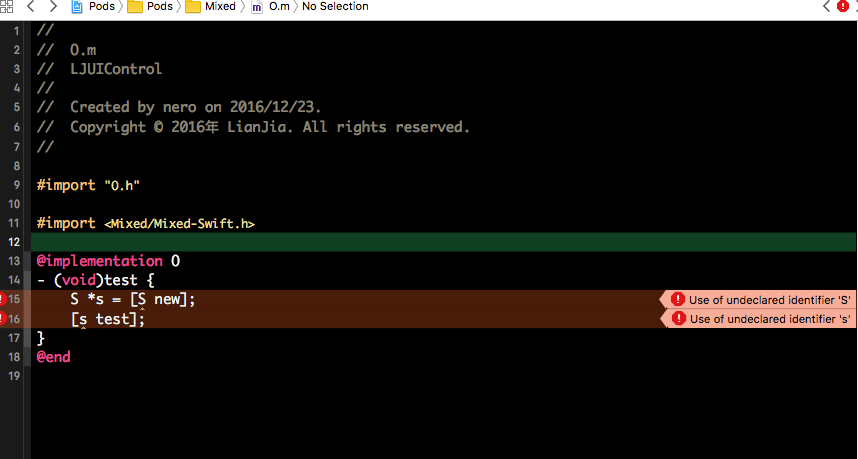 Pods Pods Mixed m O.m No Selection
1 //
2 // O.m
3 // LJUIControl
4 //
5 // Created by nero on 2016/12/23.
6 // Copyright © 2016年 LianJia. All rights reserved.
7 //
8
9 #import "O.h"
10
11 #import <Mixed/Mixed-Swift.h>
12
13 @implementation O
14 - (void)test {
15 S *s = [S new]; Use of undeclared identifier 'S'
16 [s test]; Use of undeclared identifier 's'
17 }
18 @end
19